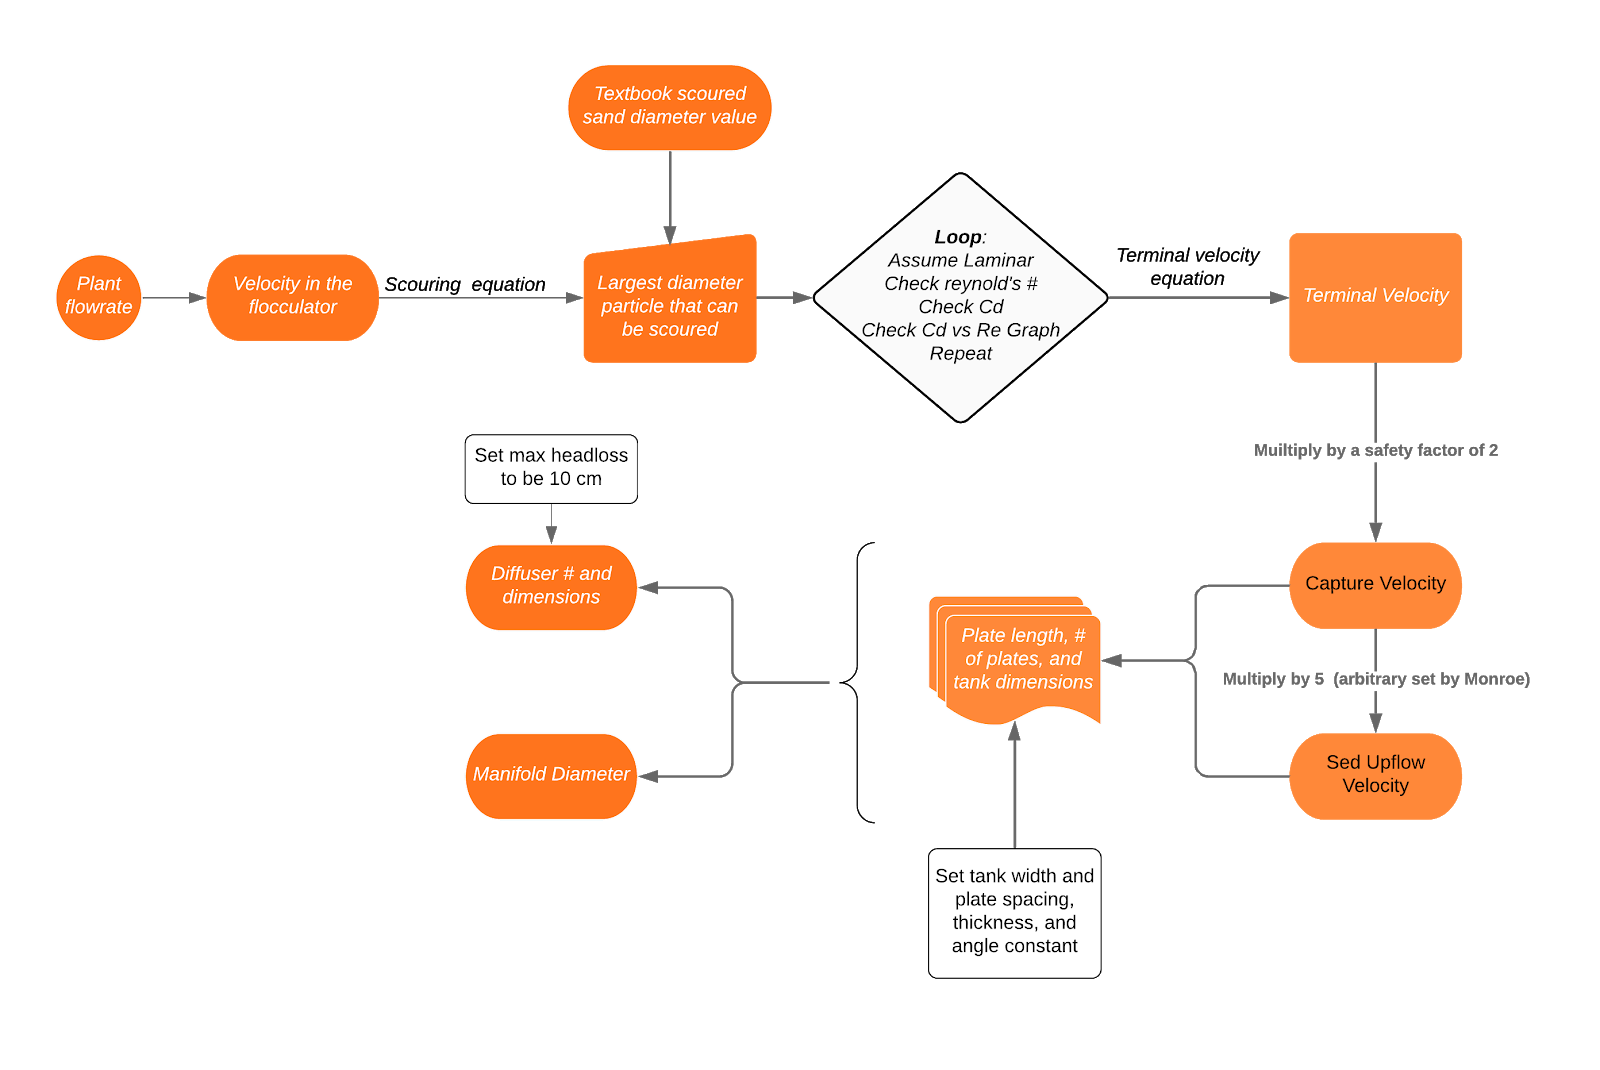 Textbook scoured
sand diameter value
Plant
flowrate
Velocity in the
flocculator
Scouring  equation
Largest diameter
particle that can
be scoured
Loop:
Assume Laminar
Check reynold's #
Check Cd
Check Cd vs Re Graph
Repeat
Terminal velocity
equation
Terminal Velocity
Muiltiply by a safety factor of 2
Capture Velocity
Multiply by 5  (arbitrary set by Monroe)
Sed Upflow
Velocity
Plate length, #
of plates, and
tank dimensions
Set tank width and
plate spacing,
thickness, and
angle constant
Set max headloss
to be 10 cm
Diffuser # and
dimensions
Manifold Diameter